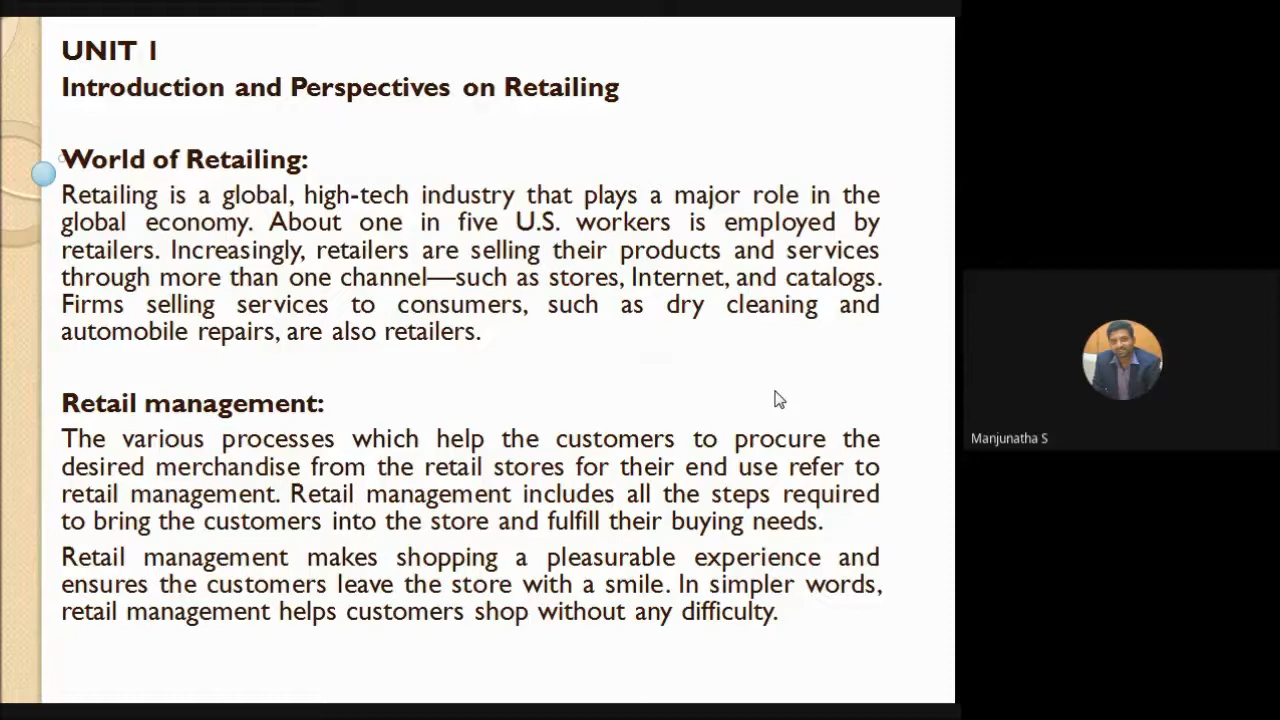 UNIT 1
Introduction and Perspectives on Retailing
World of Retailing:
Retailing is a global, high-tech industry that plays a major role in the
global economy. About one in five U.S. workers is employed by
retailers. Increasingly, retailers are selling their products and services
through more than one channel—such as stores, Internet, and catalogs.
Firms selling services to consumers, such as dry cleaning and
automobile repairs, are also retailers.
Retail management:
The various processes which help the customers to procure the
desired merchandise from the retail stores for their end use refer to
retail management. Retail management includes all the steps required
to bring the customers into the store and fulfill their buying needs.
Retail management makes shopping a pleasurable experience and
ensures the customers leave the store with a smile. In simpler words,
retail management helps customers shop without any difficulty.
Manjunatha S